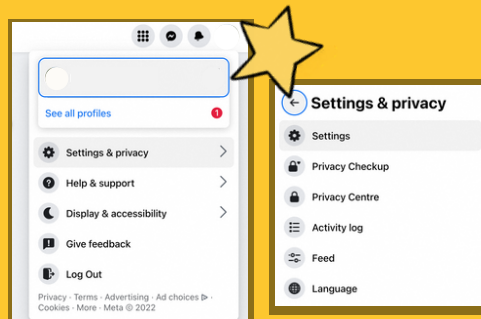 See all profiles
1
Settings & privacy
Help & support
Display & accessibility
Give feedback
Log Out
Privacy · Terms · Advertising · Ad choices ·
Cookies · More · Meta © 2022
Settings & privacy
Settings
Privacy Checkup
Privacy Centre
Activity log
Feed
Language